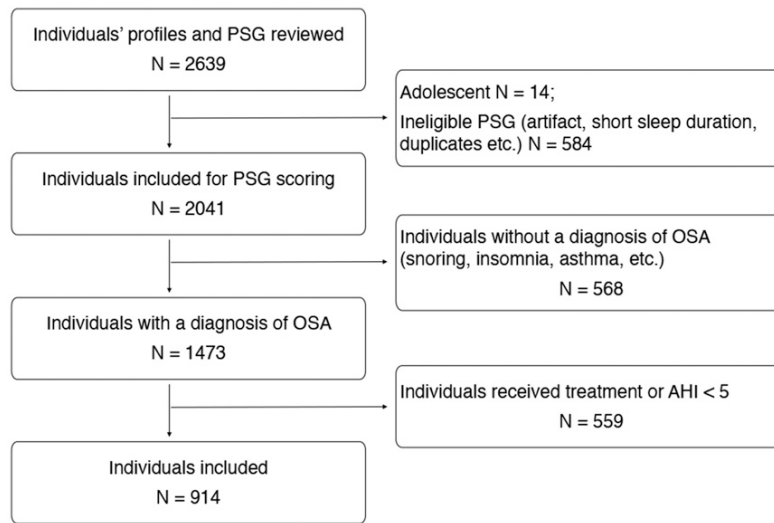 Individuals’ profiles and PSG reviewed
N = 2639
Adolescent N = 14;
Ineligible PSG (artifact, short sleep duration,
duplicates etc.) N = 584
Individuals included for PSG scoring
N = 2041
Individuals without a diagnosis of OSA
(snoring, insomnia, asthma, etc.)
N = 568
Individuals with a diagnosis of OSA
N = 1473
Individuals received treatment or AHI < 5
N = 559
Individuals included
N = 914